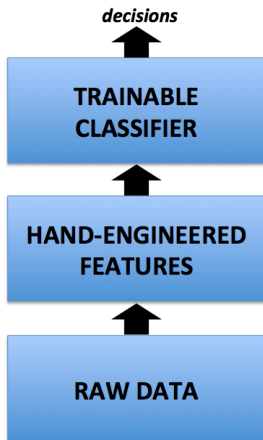 decisions
TRAINABLE
CLASSIFIER
HAND-ENGINEERED
FEATURES
RAW DATA